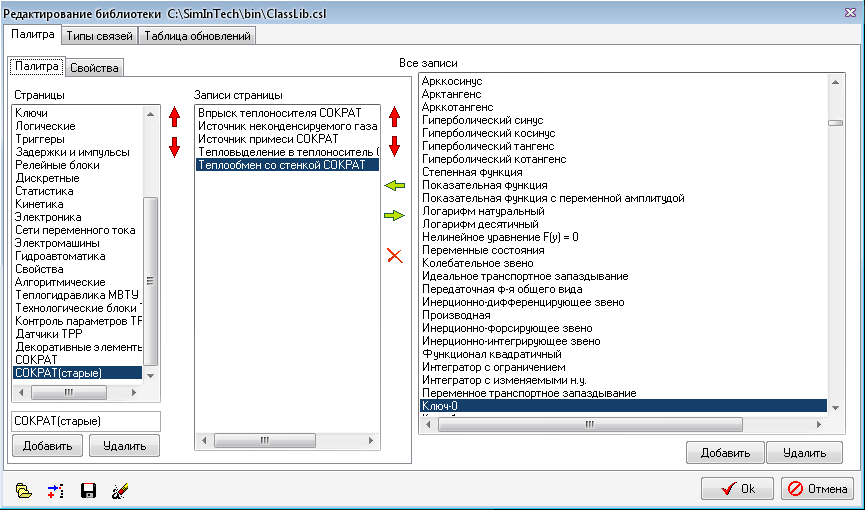 Редактирование библиотеки C:\SimInTech\bin\ClassLib.csl
Палитра
Типы связей
Таблица обновлений
Палитра
Свойства
Страницы
Ключи
Логические
Триггеры
Задержки и импульсы
Релейные блоки
Дискретные
Статистика
Кинетика
Электроника
Сети переменного тока
Электромашины
Гидроавтоматика
Свойства
Алгоритмические
Теплогидравлика МВТУ
Технологические блоки
Контроль параметров ТР
Датчики ТРР
Декоративные элементы
СОКРАТ
СОКРАТ(старые)
СОКРАТ(старые)
Добавить
Удалить
Записи страницы
Впрыск теплоносителя СОКРАТ
Источник неконденсируемого газа
Источник примеси СОКРАТ
Тепловыделение в теплоноситель
Теплообмен со стенкой СОКРАТ
Все записи
Арккосинус
Арктангенс
Арккотангенс
Гиперболический синус
Гиперболический косинус
Гиперболический тангенс
Гиперболический котангенс
Степенная функция
Показательная функция
Показательная функция с переменной амплитудой
Логарифм натуральный
Логарифм десятичный
Нелинейное уравнение F(y) = 0
Переменные состояния
Колебательное звено
Идеальное транспортное запаздывание
Передаточная ф-я общего вида
Инерционно-дифференцирующее звено
Производная
Инерционно-форсирующее звено
Инерционно-интегрирующее звено
Функционал квадратичный
Интегратор с ограничением
Интегратор с изменяемыми н.у.
Переменное транспортное запаздывание
Ключ-0
Добавить
Удалить
Ok
Отмена